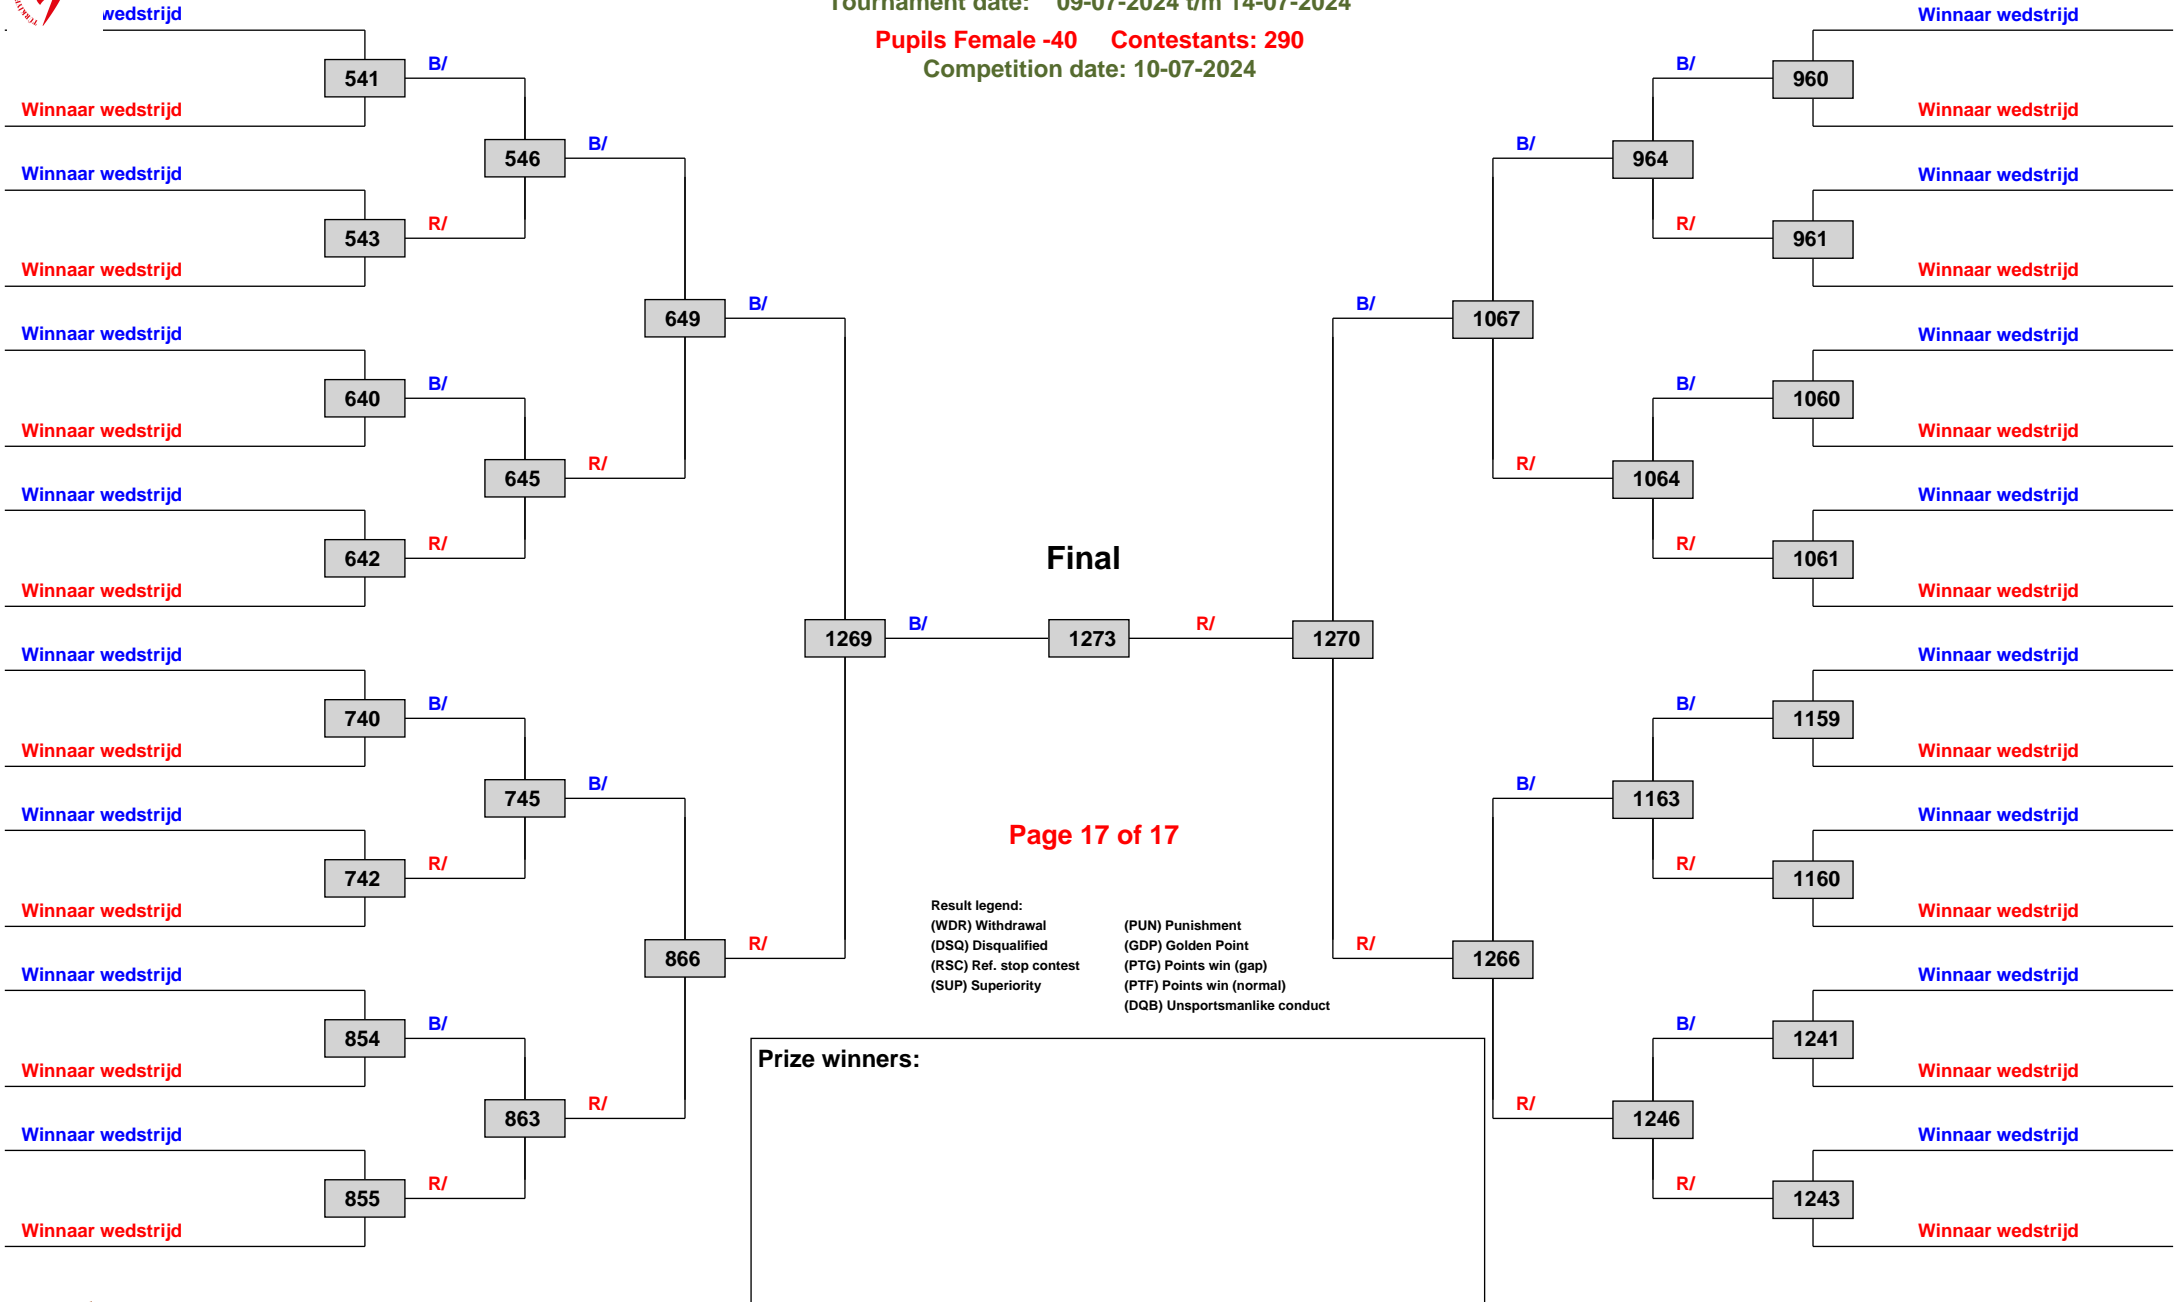 wedstrijd
Tournament date: 09-07-2024 t/m 14-07-2024
Winnaar wedstrijd
Pupils Female -40 Contestants: 290
Competition date: 10-07-2024
541
B/
B/
960
Winnaar wedstrijd
Winnaar wedstrijd
546
B/
B/
964
Winnaar wedstrijd
Winnaar wedstrijd
543
R/
R/
961
Winnaar wedstrijd
Winnaar wedstrijd
649
B/
B/
1067
Winnaar wedstrijd
Winnaar wedstrijd
640
B/
B/
1060
Winnaar wedstrijd
Winnaar wedstrijd
645
R/
R/
1064
Winnaar wedstrijd
Winnaar wedstrijd
642
R/
R/
1061
Final
Winnaar wedstrijd
Winnaar wedstrijd
1269
B/
1273
R/
1270
Winnaar wedstrijd
Winnaar wedstrijd
740
B/
B/
1159
Winnaar wedstrijd
Winnaar wedstrijd
745
B/
B/
1163
Winnaar wedstrijd
Winnaar wedstrijd
Page 17 of 17
742
R/
R/
1160
Winnaar wedstrijd
Winnaar wedstrijd
Result legend:
(WDR) Withdrawal
(DSQ) Disqualified
(RSC) Ref. stop contest
(SUP) Superiority
(PUN) Punishment
(GDP) Golden Point
(PTG) Points win (gap)
(PTF) Points win (normal)
(DQB) Unsportsmanlike conduct
866
R/
R/
1266
Winnaar wedstrijd
Winnaar wedstrijd
854
B/
B/
1241
Prize winners:
Winnaar wedstrijd
Winnaar wedstrijd
863
R/
R/
1246
Winnaar wedstrijd
Winnaar wedstrijd
855
R/
R/
1243
Winnaar wedstrijd
Winnaar wedstrijd